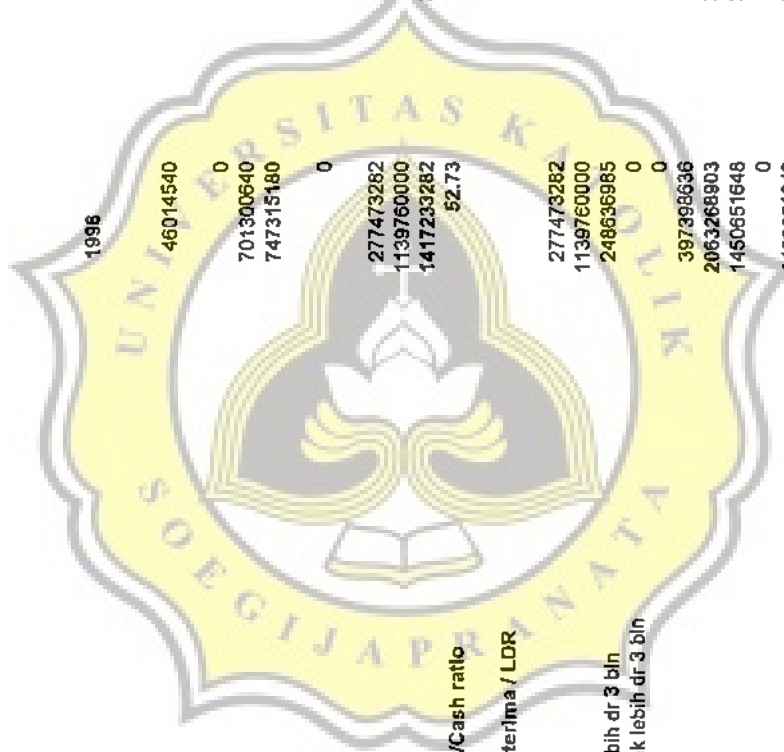 UNIVERSITAS KATOLIK
SOEGIJAPRANATA
1998
46014540
0
701300640
747315180
0
277473282
1139760000
1417233282
/Cash ratio 52.73
terima / LDR
277473282
1139760000
bih dr 3 bln 248636985
k lebih dr 3 bln 0
0
397398636
2063268903
1450651648
0